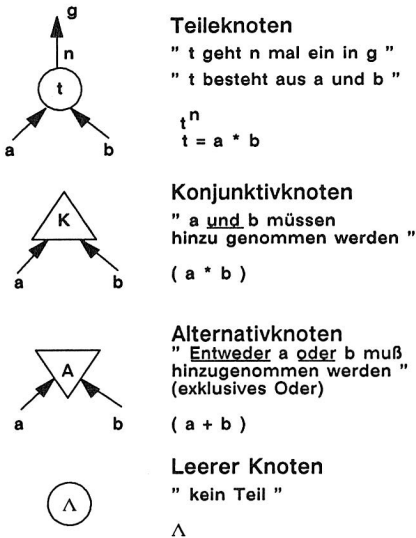 g
n
t
a
b
Teileknoten
" t geht n mal ein in g "
" t besteht aus a und b "
t^n
t = a * b
K
a
b
Konjunktivknoten
" a und b müssen
hinzu genommen werden "
( a * b )
A
a
b
Alternativknoten
" Entweder a oder b muß
hinzugenommen werden "
(exklusives Oder)
( a + b )
Λ
Leerer Knoten
" kein Teil "
Λ